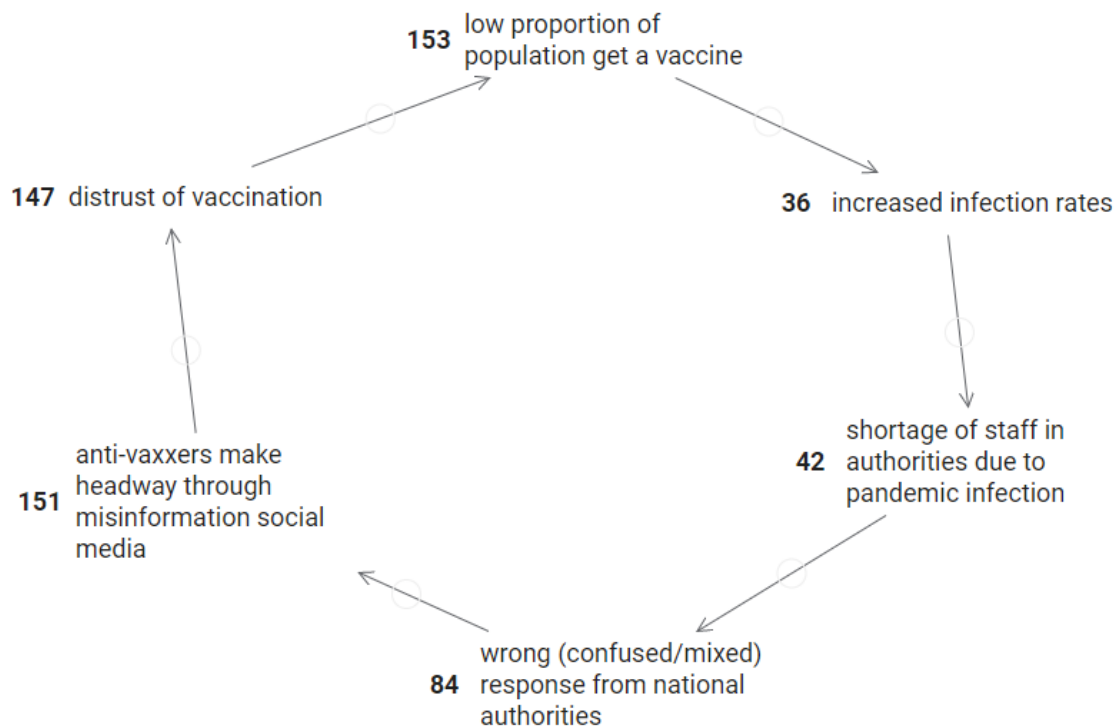 153 low proportion of
population get a vaccine
147 distrust of vaccination
36 increased infection rates
shortage of staff in
42 authorities due to
pandemic infection
anti-vaxxers make
headway through
151 misinformation social
media
wrong (confused/mixed)
84 response from national
authorities